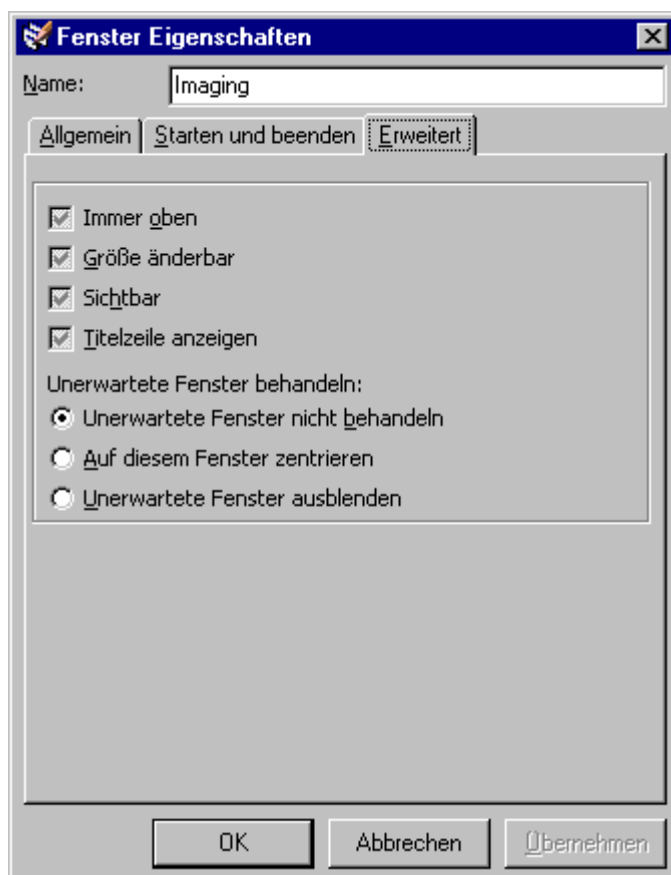 Fenster Eigenschaften
Name: Imaging
Allgemein Starten und beenden Erweitert
Immer oben
Größe änderbar
Sichtbar
Titelzeile anzeigen
Unerwartete Fenster behandeln:
Unerwartete Fenster nicht behandeln
Auf diesem Fenster zentrieren
Unerwartete Fenster ausblenden
OK Abbrechen Übernehmen